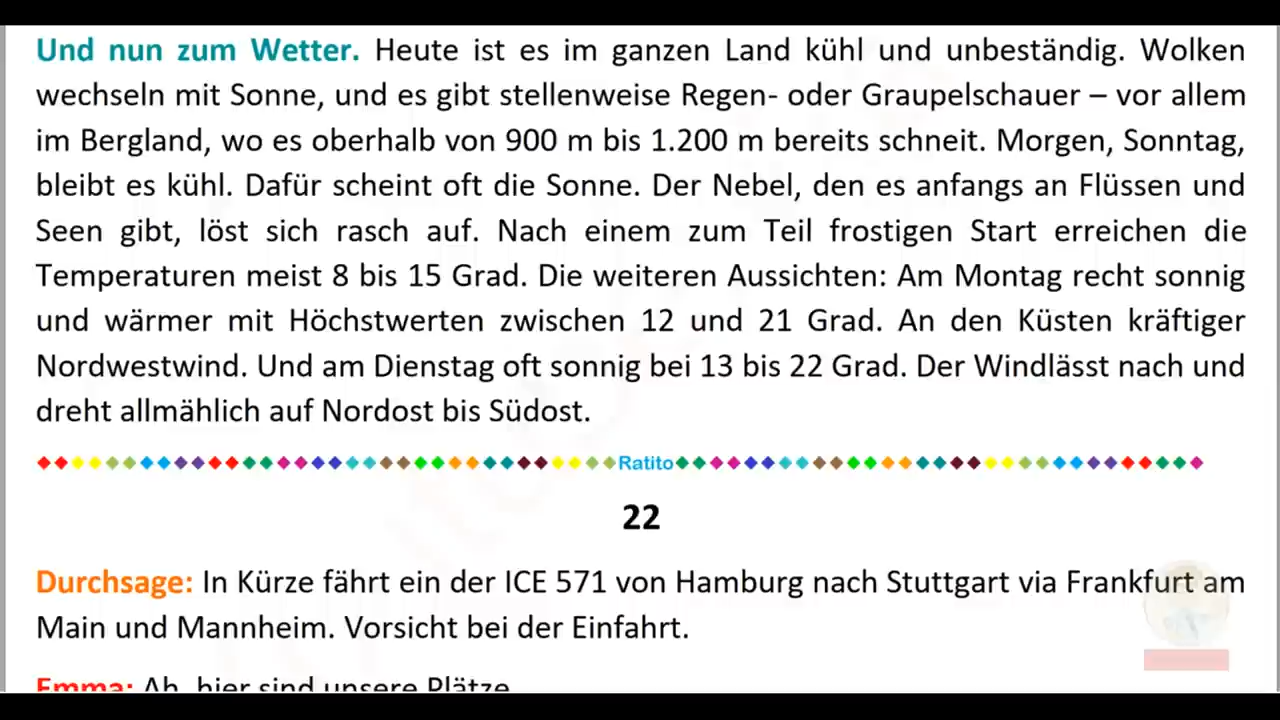 Und nun zum Wetter. Heute ist es im ganzen Land kühl und unbeständig. Wolken
wechseln mit Sonne, und es gibt stellenweise Regen- oder Graupelschauer – vor allem
im Bergland, wo es oberhalb von 900 m bis 1.200 m bereits schneit. Morgen, Sonntag,
bleibt es kühl. Dafür scheint oft die Sonne. Der Nebel, den es anfangs an Flüssen und
Seen gibt, löst sich rasch auf. Nach einem zum Teil frostigen Start erreichen die
Temperaturen meist 8 bis 15 Grad. Die weiteren Aussichten: Am Montag recht sonnig
und wärmer mit Höchstwerten zwischen 12 und 21 Grad. An den Küsten kräftiger
Nordwestwind. Und am Dienstag oft sonnig bei 13 bis 22 Grad. Der Windlässt nach und
dreht allmählich auf Nordost bis Südost.
Ratito
22
Durchsage: In Kürze fährt ein der ICE 571 von Hamburg nach Stuttgart via Frankfurt am
Main und Mannheim. Vorsicht bei der Einfahrt.
Emma: Ah, hier sind unsere Plätze